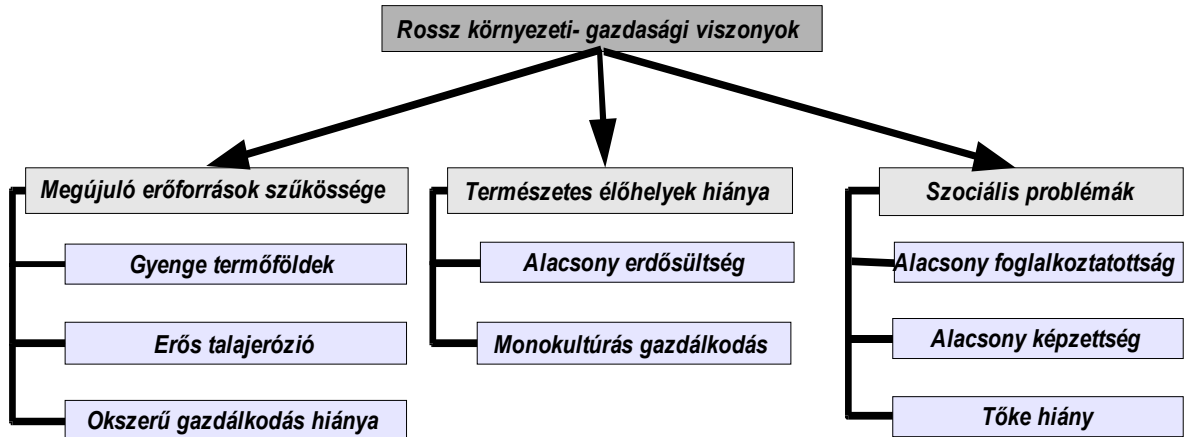 Rossz környezeti- gazdasági viszonyok
Megújuló erőforrások szűkössége
Gyenge termőföldek
Erős talajerózió
Okszerű gazdálkodás hiánya
Természetes élőhelyek hiánya
Alacsony erdősültség
Monokultúrás gazdálkodás
Szociális problémák
Alacsony foglalkoztatottság
Alacsony képzettség
Tőke hiány